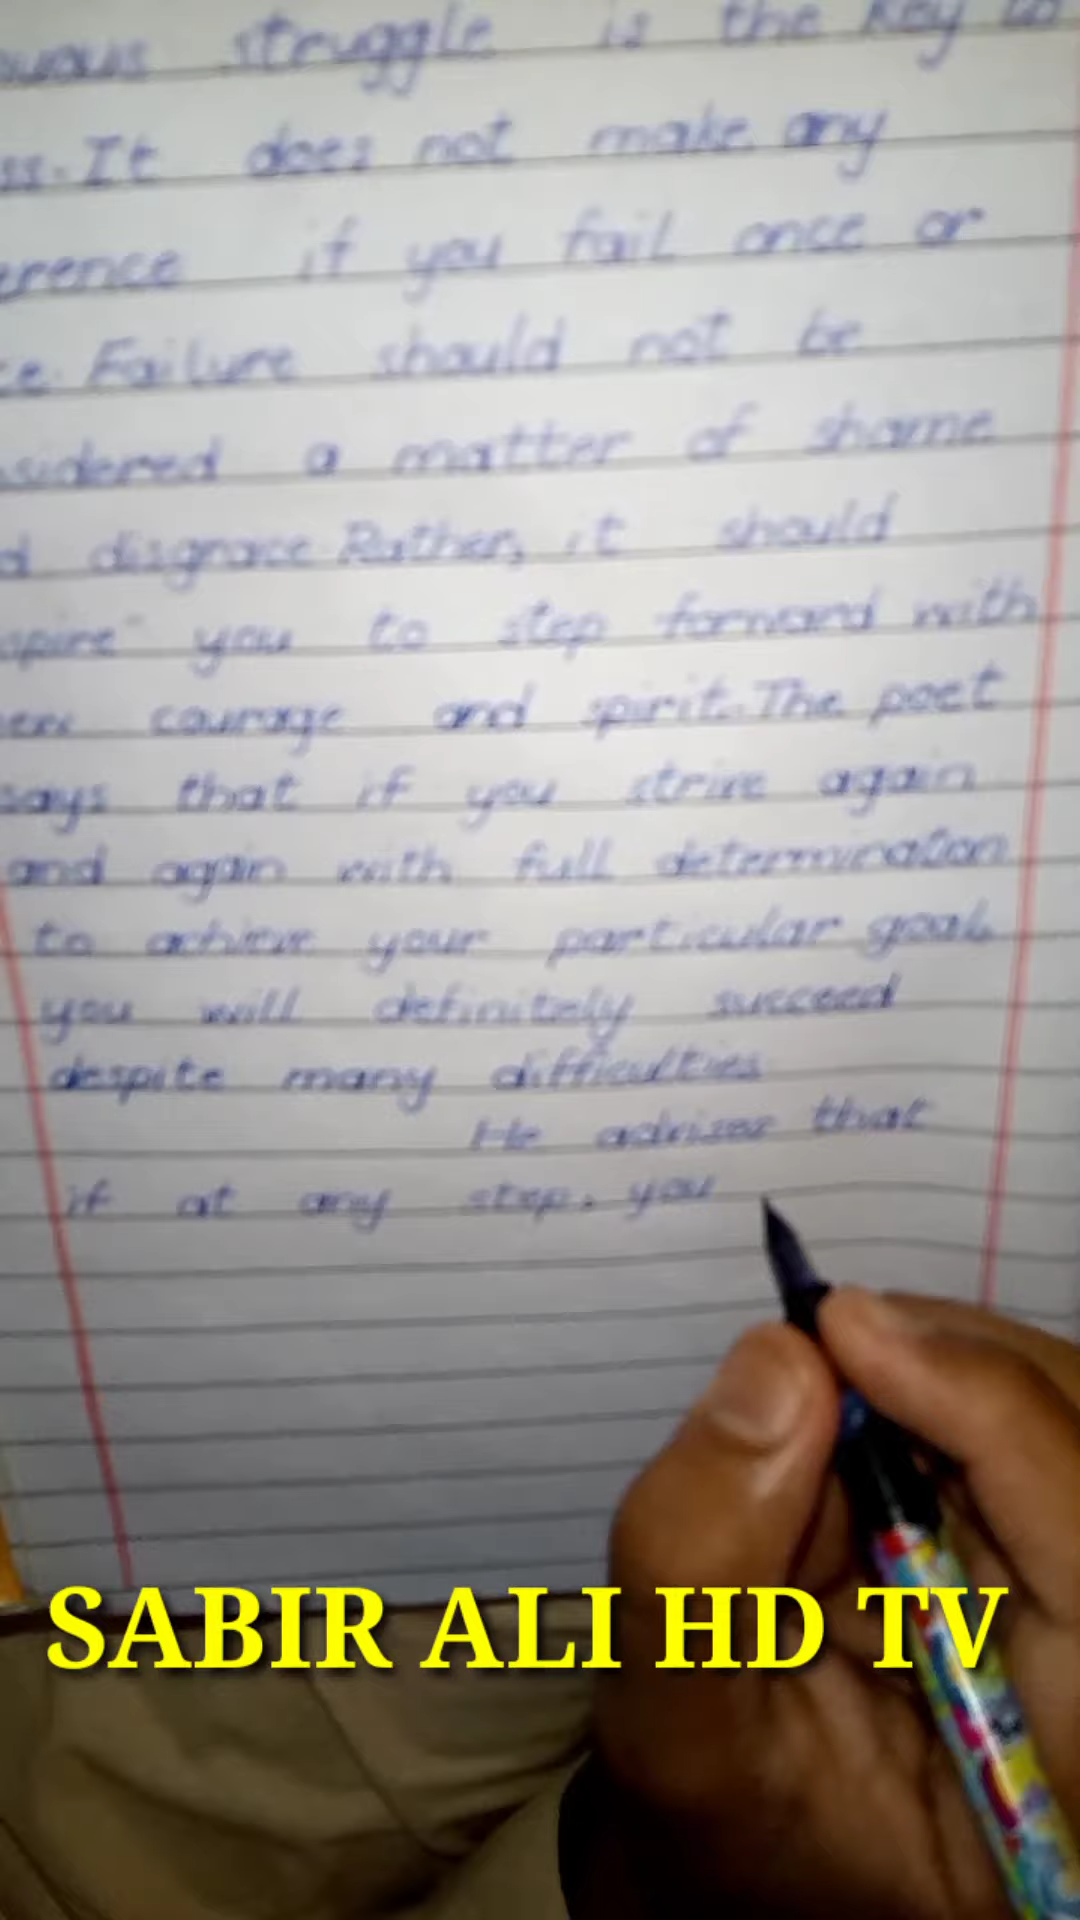 struggle is the key to
It does not make any
if you fail once or
Failure should not be
sidered a matter of shame
disgrace Rather, it should
you to step forward with
courage and spirit. The poet
says that if you strive again
and again with full determination
to achieve your particular goal,
you will definitely succeed
despite many difficulties
He advises that
if at any step, you
SABIR ALI HD TV